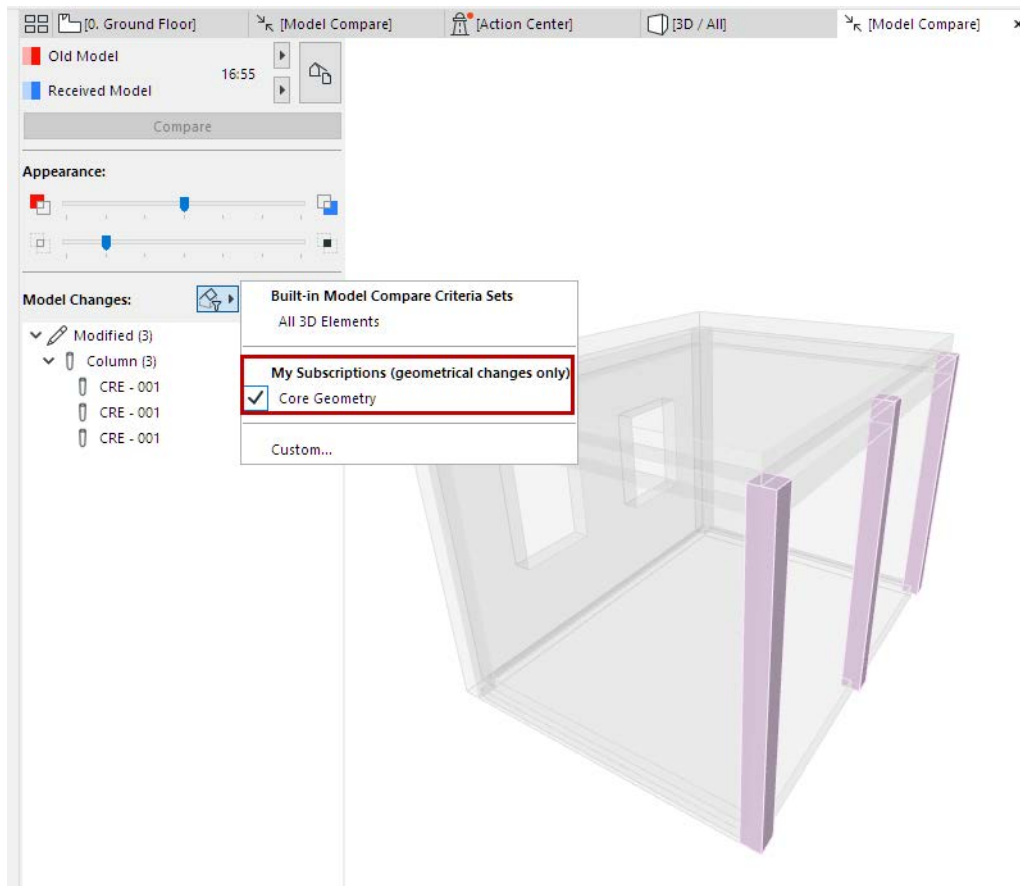 [0. Ground Floor]
[Model Compare]
[Action Center]
[3D / All]
[Model Compare]
Old Model
16:55
Received Model
Compare
Appearance:
Model Changes:
Modified (3)
Column (3)
CRE - 001
CRE - 001
CRE - 001
Built-in Model Compare Criteria Sets
All 3D Elements
My Subscriptions (geometrical changes only)
Core Geometry
Custom...